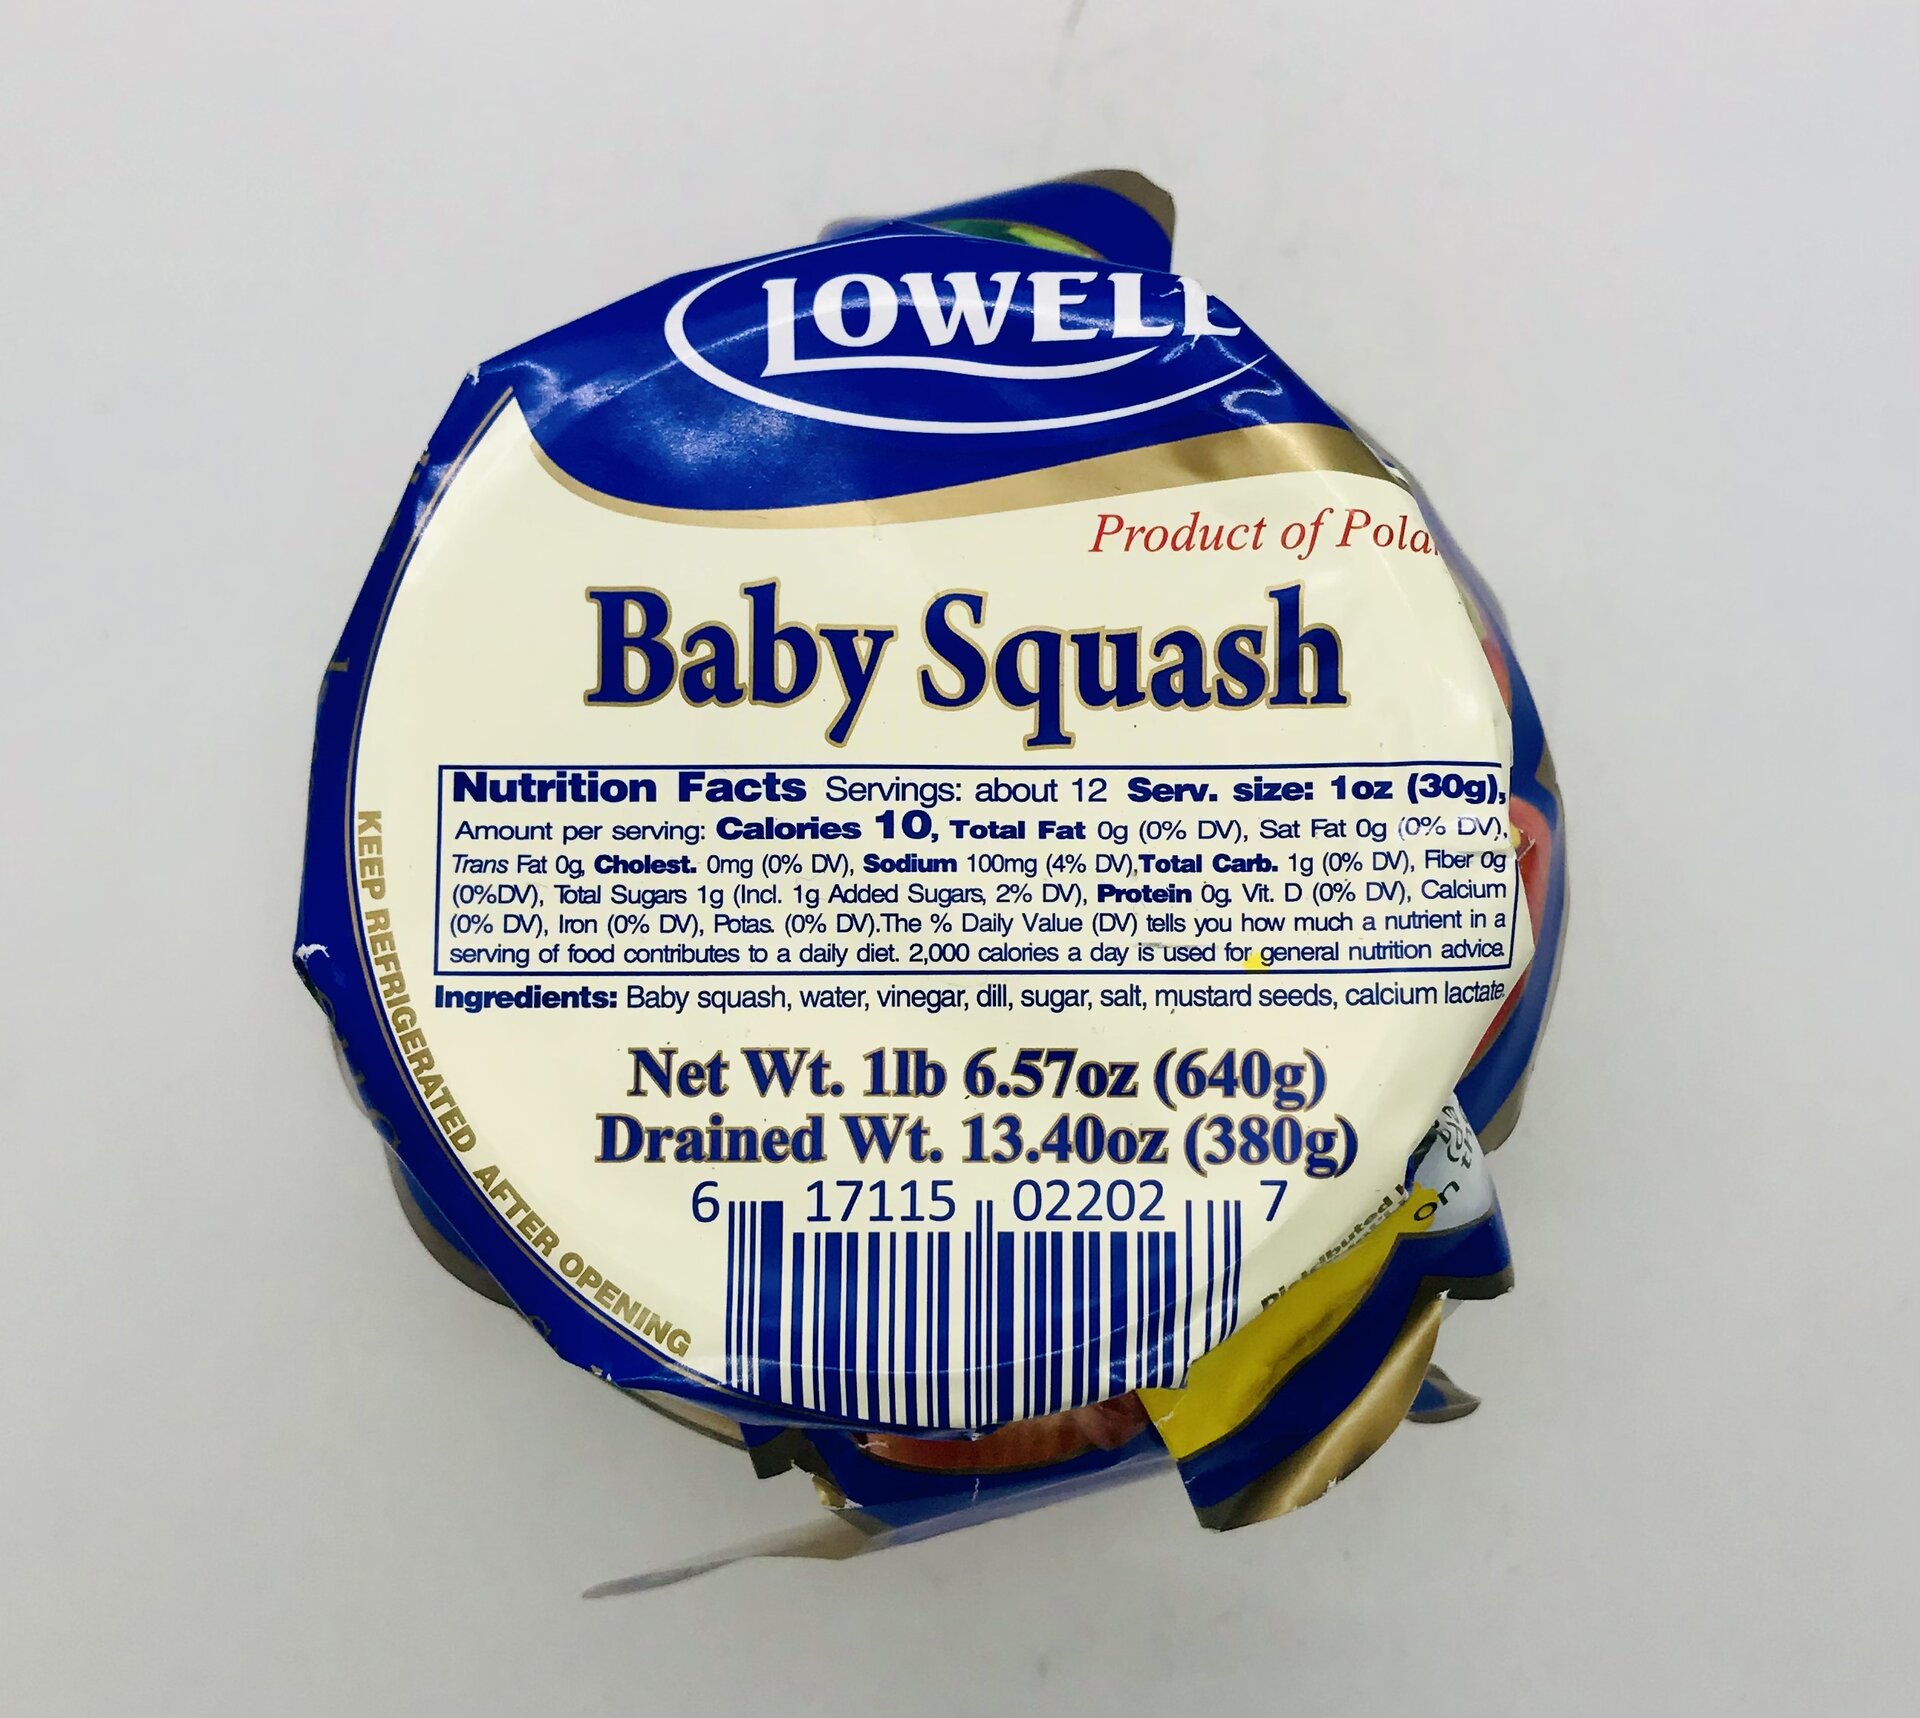 LOWELL
Product of
Baby Squash
Nutrition Facts Servings: about 12 Serv. size: 1oz (30g),
Amount per serving: Calories 10, Total Fat 0g (0% DV), Sat Fat 0g (0% DV),
Trans Fat 0g, Cholest. 0mg (0% DV), Sodium 100mg (4% DV),Total Carb. 1g (0% DV), Fiber 0g
(0%DV), Total Sugars 1g (Incl. 1g Added Sugars, 2% DV), Protein 0g. Vit. D (0% DV), Calcium
(0% DV), Iron (0% DV), Potas. (0% DV).The % Daily Value (DV) tells you how much a nutrient in a
serving of food contributes to a daily diet. 2,000 calories a day is used for general nutrition advice.
Ingredients: Baby squash, water, vinegar, dill, sugar, salt, mustard seeds, calcium lactate.
Net Wt. 1lb 6.57oz (640g)
Drained Wt. 13.40oz (380g)
6 17115 02202 7
KEEP REFRIGERATED AFTER OPENING